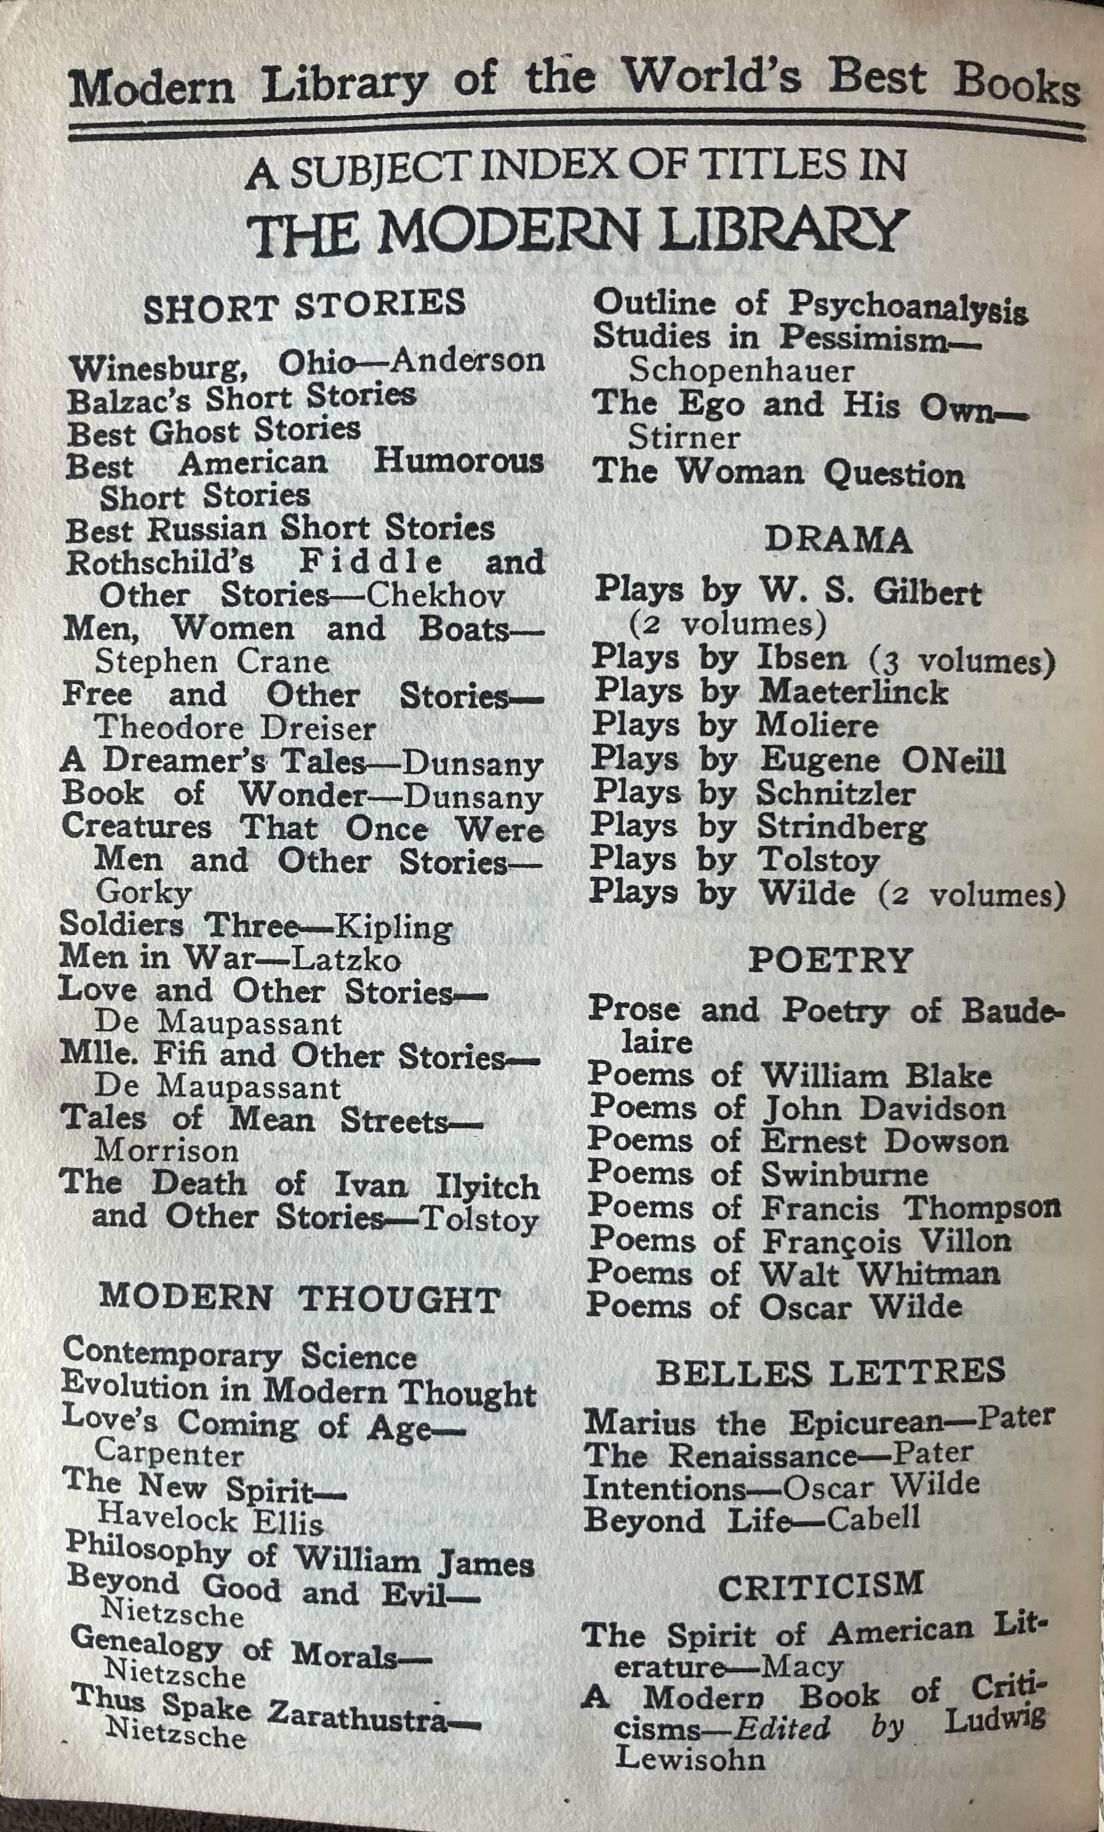 Modern Library of the World's Best Books
A SUBJECT INDEX OF TITLES IN
THE MODERN LIBRARY
SHORT STORIES
Winesburg, Ohio—Anderson
Balzac's Short Stories
Best Ghost Stories
Best American Humorous
Short Stories
Best Russian Short Stories
Rothschild's Fiddle and
Other Stories—Chekhov
Men, Women and Boats—
Stephen Crane
Free and Other Stories—
Theodore Dreiser
A Dreamer's Tales—Dunsany
Book of Wonder—Dunsany
Creatures That Once Were
Men and Other Stories—
Gorky
Soldiers Three—Kipling
Men in War—Latzko
Love and Other Stories—
De Maupassant
Mlle. Fifi and Other Stories—
De Maupassant
Tales of Mean Streets—
Morrison
The Death of Ivan Ilyitch
and Other Stories—Tolstoy
MODERN THOUGHT
Contemporary Science
Evolution in Modern Thought
Love's Coming of Age—
Carpenter
The New Spirit—
Havelock Ellis
Philosophy of William James
Beyond Good and Evil—
Nietzsche
Genealogy of Morals—
Nietzsche
Thus Spake Zarathustra—
Nietzsche
Outline of Psychoanalysis
Studies in Pessimism—
Schopenhauer
The Ego and His Own—
Stirner
The Woman Question
DRAMA
Plays by W. S. Gilbert
(2 volumes)
Plays by Ibsen (3 volumes)
Plays by Maeterlinck
Plays by Moliere
Plays by Eugene ONeill
Plays by Schnitzler
Plays by Strindberg
Plays by Tolstoy
Plays by Wilde (2 volumes)
POETRY
Prose and Poetry of Baude-
laire
Poems of William Blake
Poems of John Davidson
Poems of Ernest Dowson
Poems of Swinburne
Poems of Francis Thompson
Poems of François Villon
Poems of Walt Whitman
Poems of Oscar Wilde
BELLES LETTRES
Marius the Epicurean—Pater
The Renaissance—Pater
Intentions—Oscar Wilde
Beyond Life—Cabell
CRITICISM
The Spirit of American Lit-
erature—Macy
A Modern Book of Criti-
cisms—Edited by Ludwig
Lewisohn